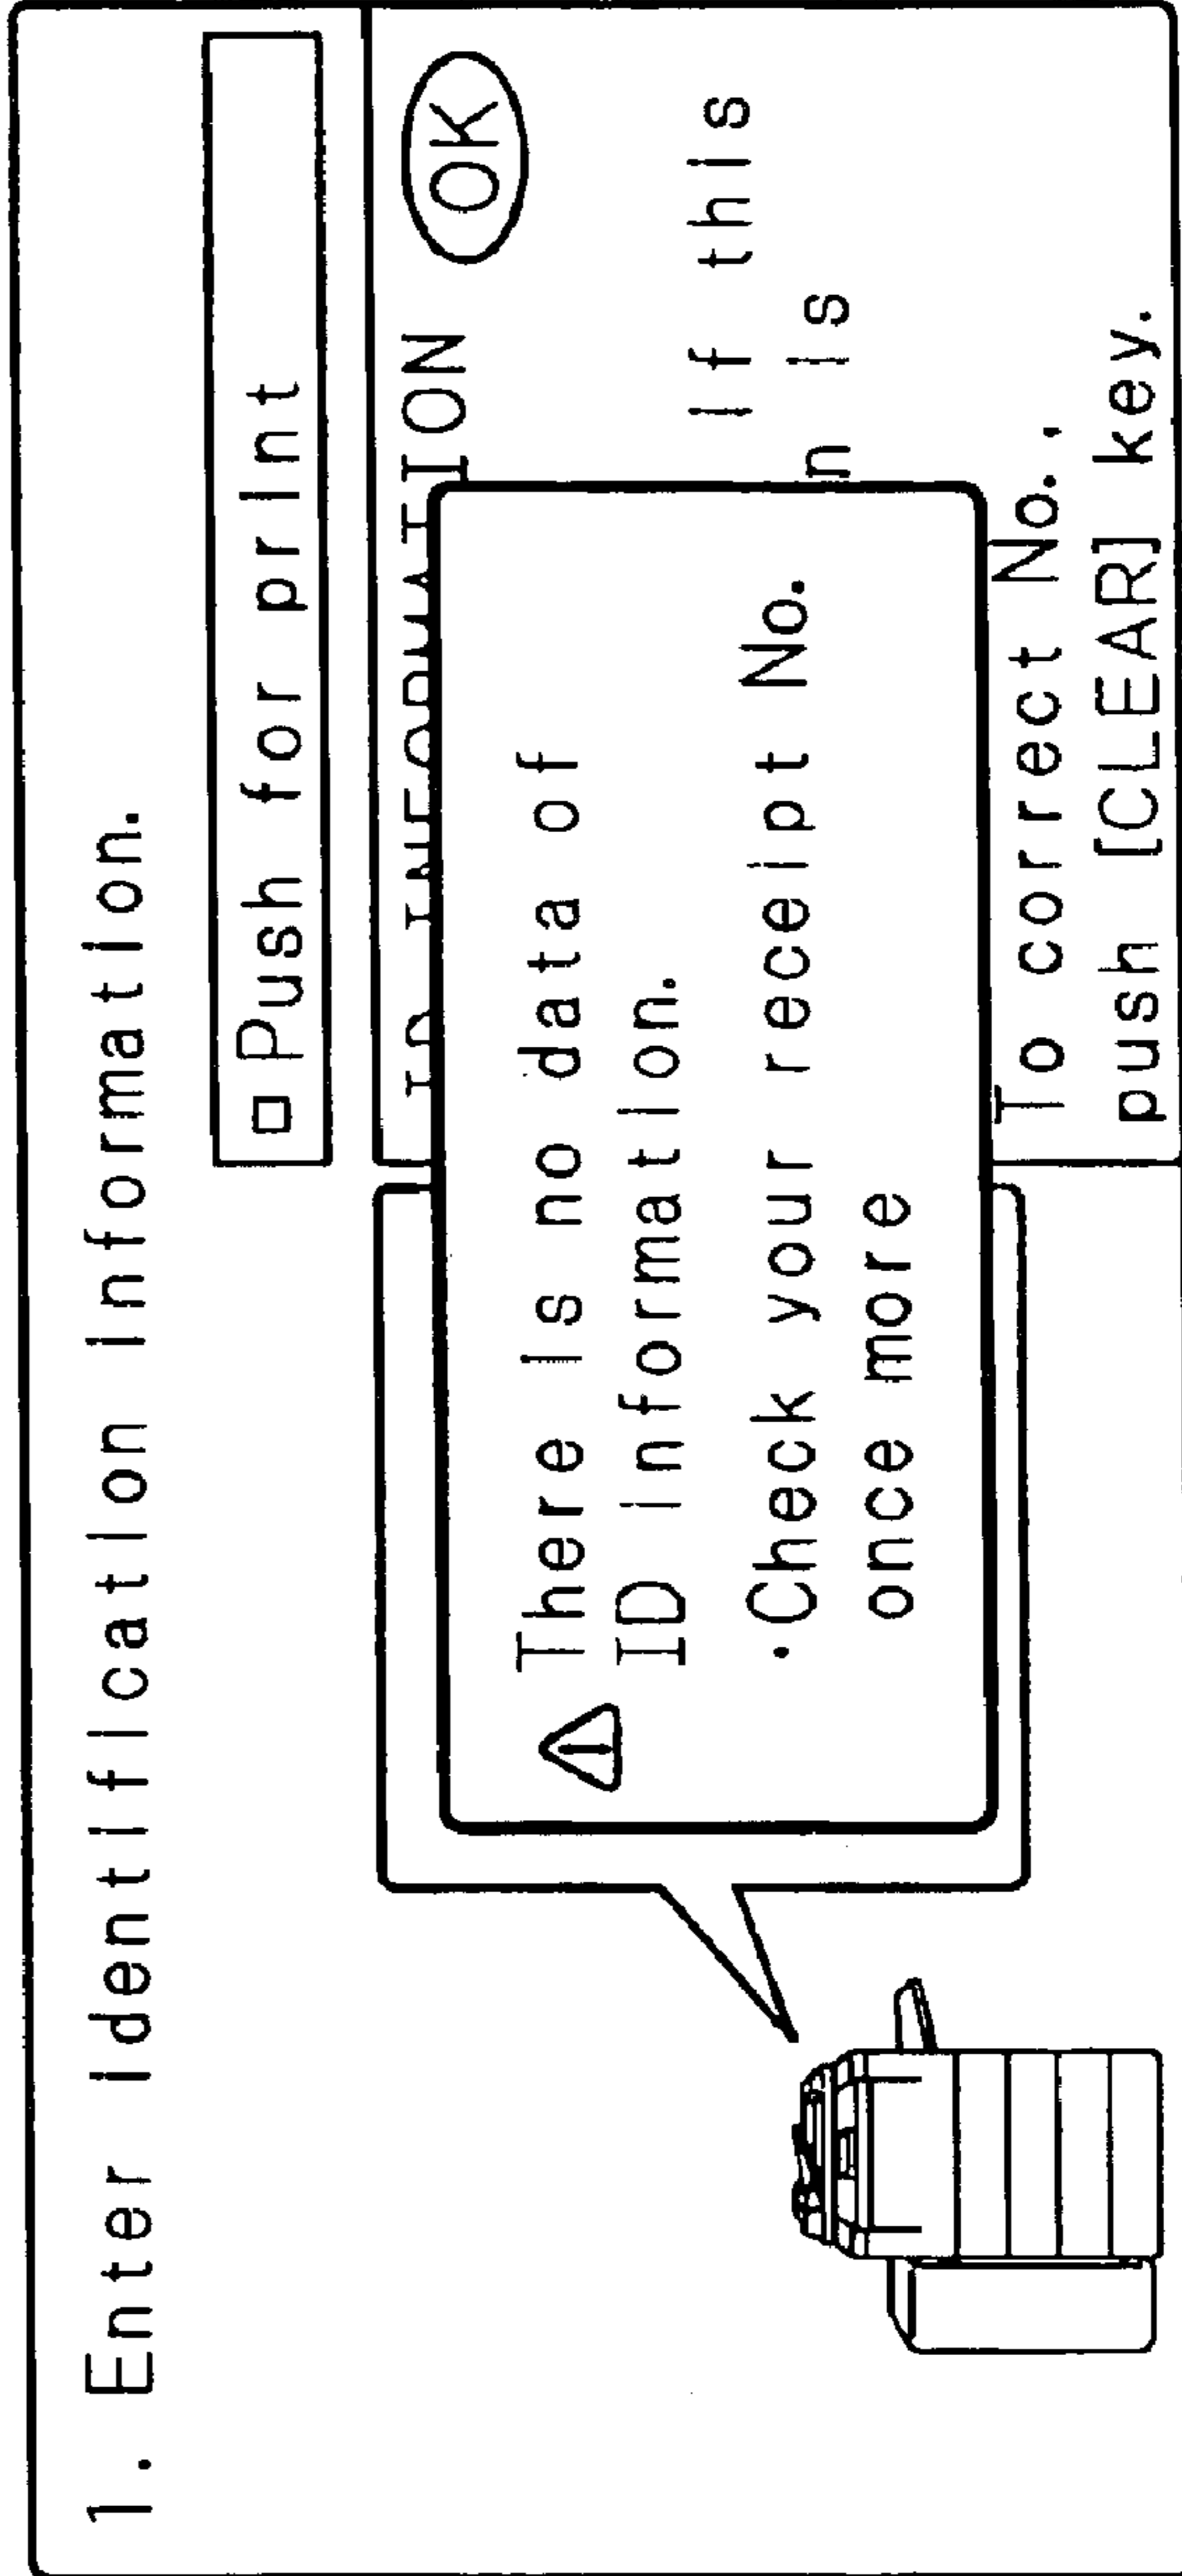 1. Enter identification information.
□ Push for print
ID INFORMATION
OK
If this
n is
There is no data of
ID information.
・Check your receipt No.
once more
To correct No.,
push [CLEAR] key.